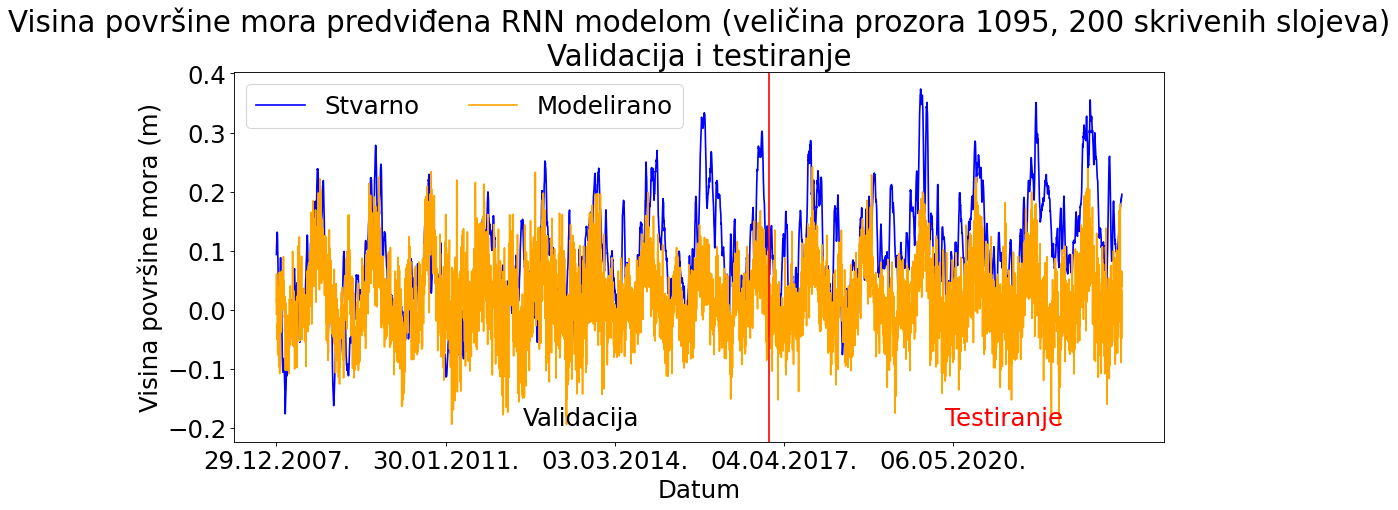 Visina površine mora predviđena RNN modelom (veličina prozora 1095, 200 skrivenih slojeva)
Validacija i testiranje
Stvarno
Modelirano
Visina površine mora (m)
0.4
0.3
0.2
0.1
0.0
−0.1
−0.2
Validacija
Testiranje
29.12.2007.
30.01.2011.
03.03.2014.
04.04.2017.
06.05.2020.
Datum